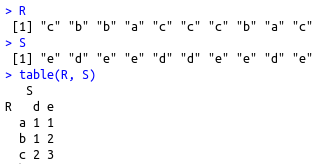 > R
[1] "c" "b" "b" "a" "c" "c" "c" "b" "a" "c"
> S
[1] "e" "d" "e" "e" "d" "d" "e" "e" "d" "e"
> table(R, S)
S
R d e
a 1 1
b 1 2
c 2 3